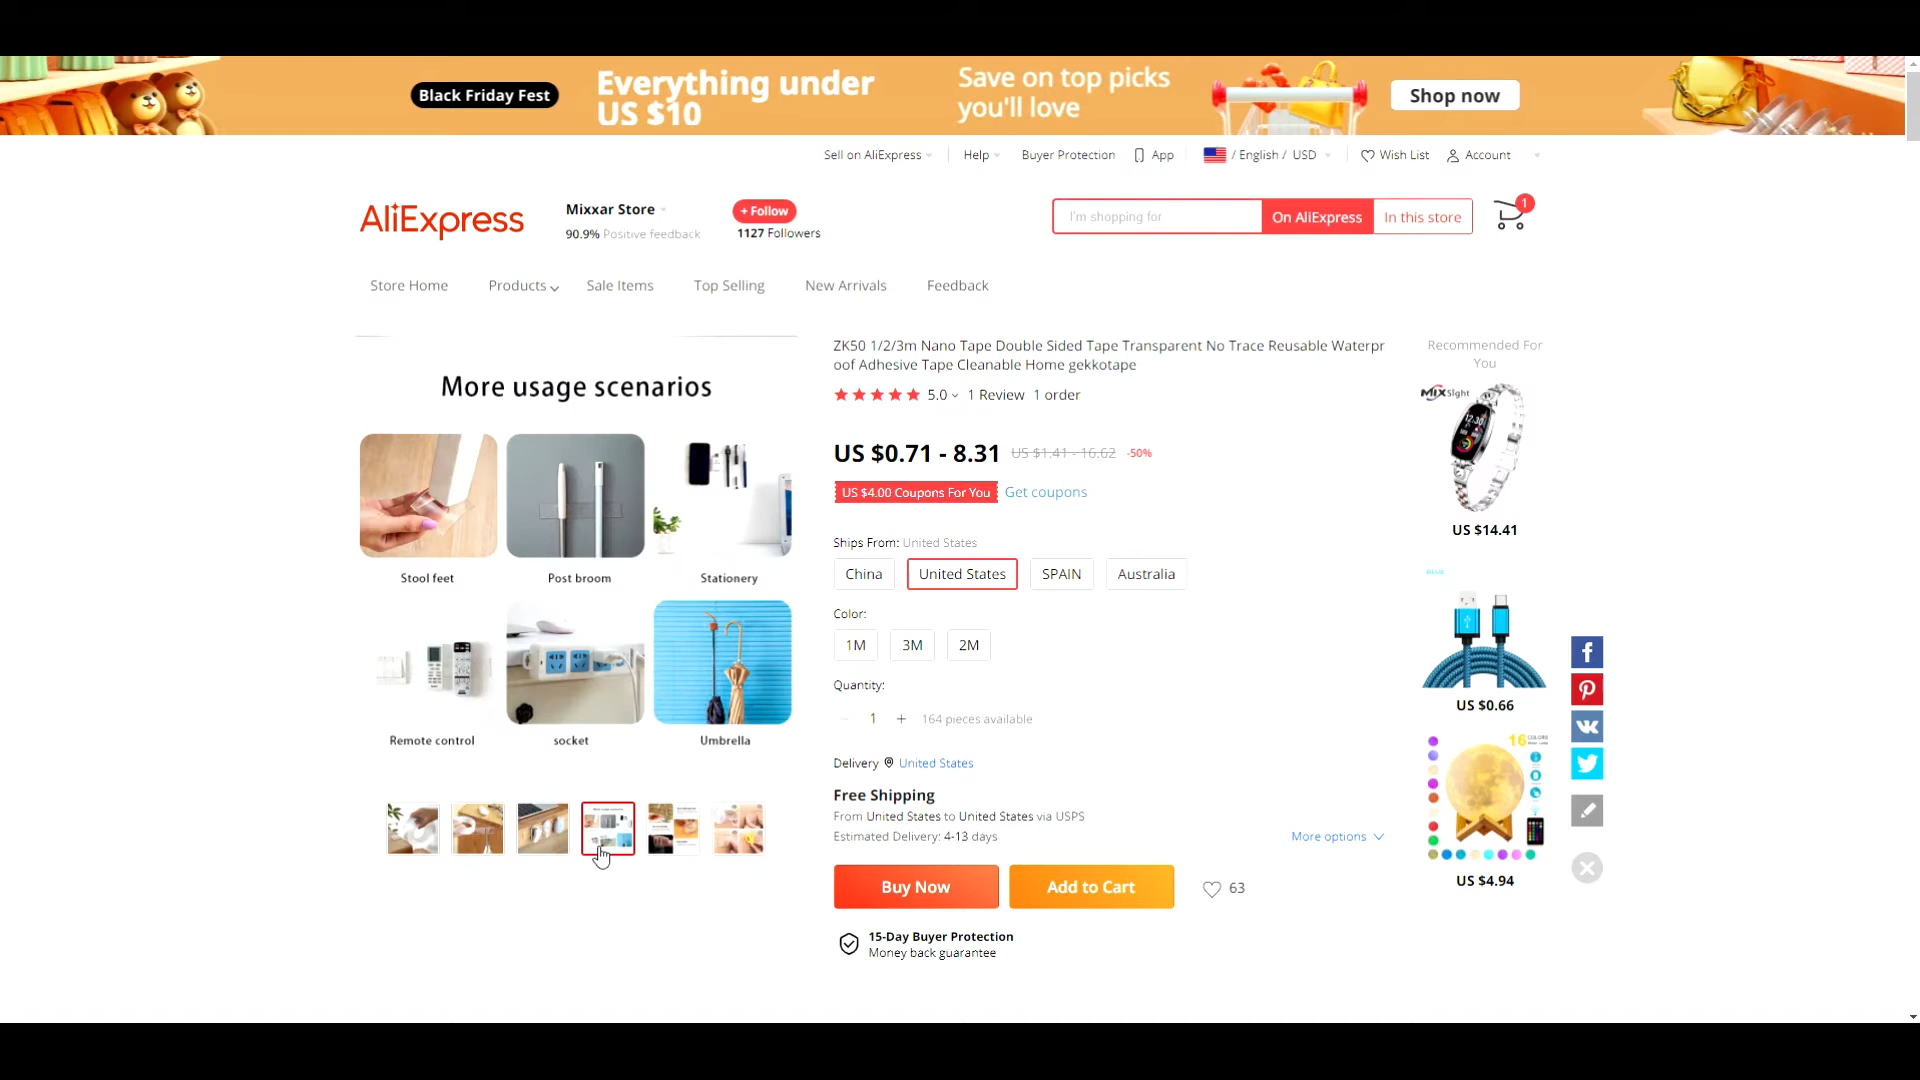 Black Friday Fest
Everything under
US $10
Save on top picks
you'll love
Shop now
Sell on AliExpress
Help
Buyer Protection
App
/ English / USD
Wish List
Account
AliExpress
Mixxar Store
90.9% Positive feedback
+ Follow
1127 Followers
I'm shopping for
On AliExpress
In this store
1
Store Home
Products
Sale Items
Top Selling
New Arrivals
Feedback
More usage scenarios
Stool feet
Post broom
Stationery
Remote control
socket
Umbrella
ZK50 1/2/3m Nano Tape Double Sided Tape Transparent No Trace Reusable Waterpr
oof Adhesive Tape Cleanable Home gekkotape
5.0
1 Review
1 order
US $0.71 - 8.31
US $1.41 - 16.62
-50%
US $4.00 Coupons For You
Get coupons
Ships From: United States
China
United States
SPAIN
Australia
Color:
1M
3M
2M
Quantity:
- 1 +
164 pieces available
Delivery
United States
Free Shipping
From United States to United States via USPS
Estimated Delivery: 4-13 days
More options
Buy Now
Add to Cart
63
15-Day Buyer Protection
Money back guarantee
Recommended For
You
MIXSight
US $14.41
BLUE
US $0.66
16 COLORS
US $4.94